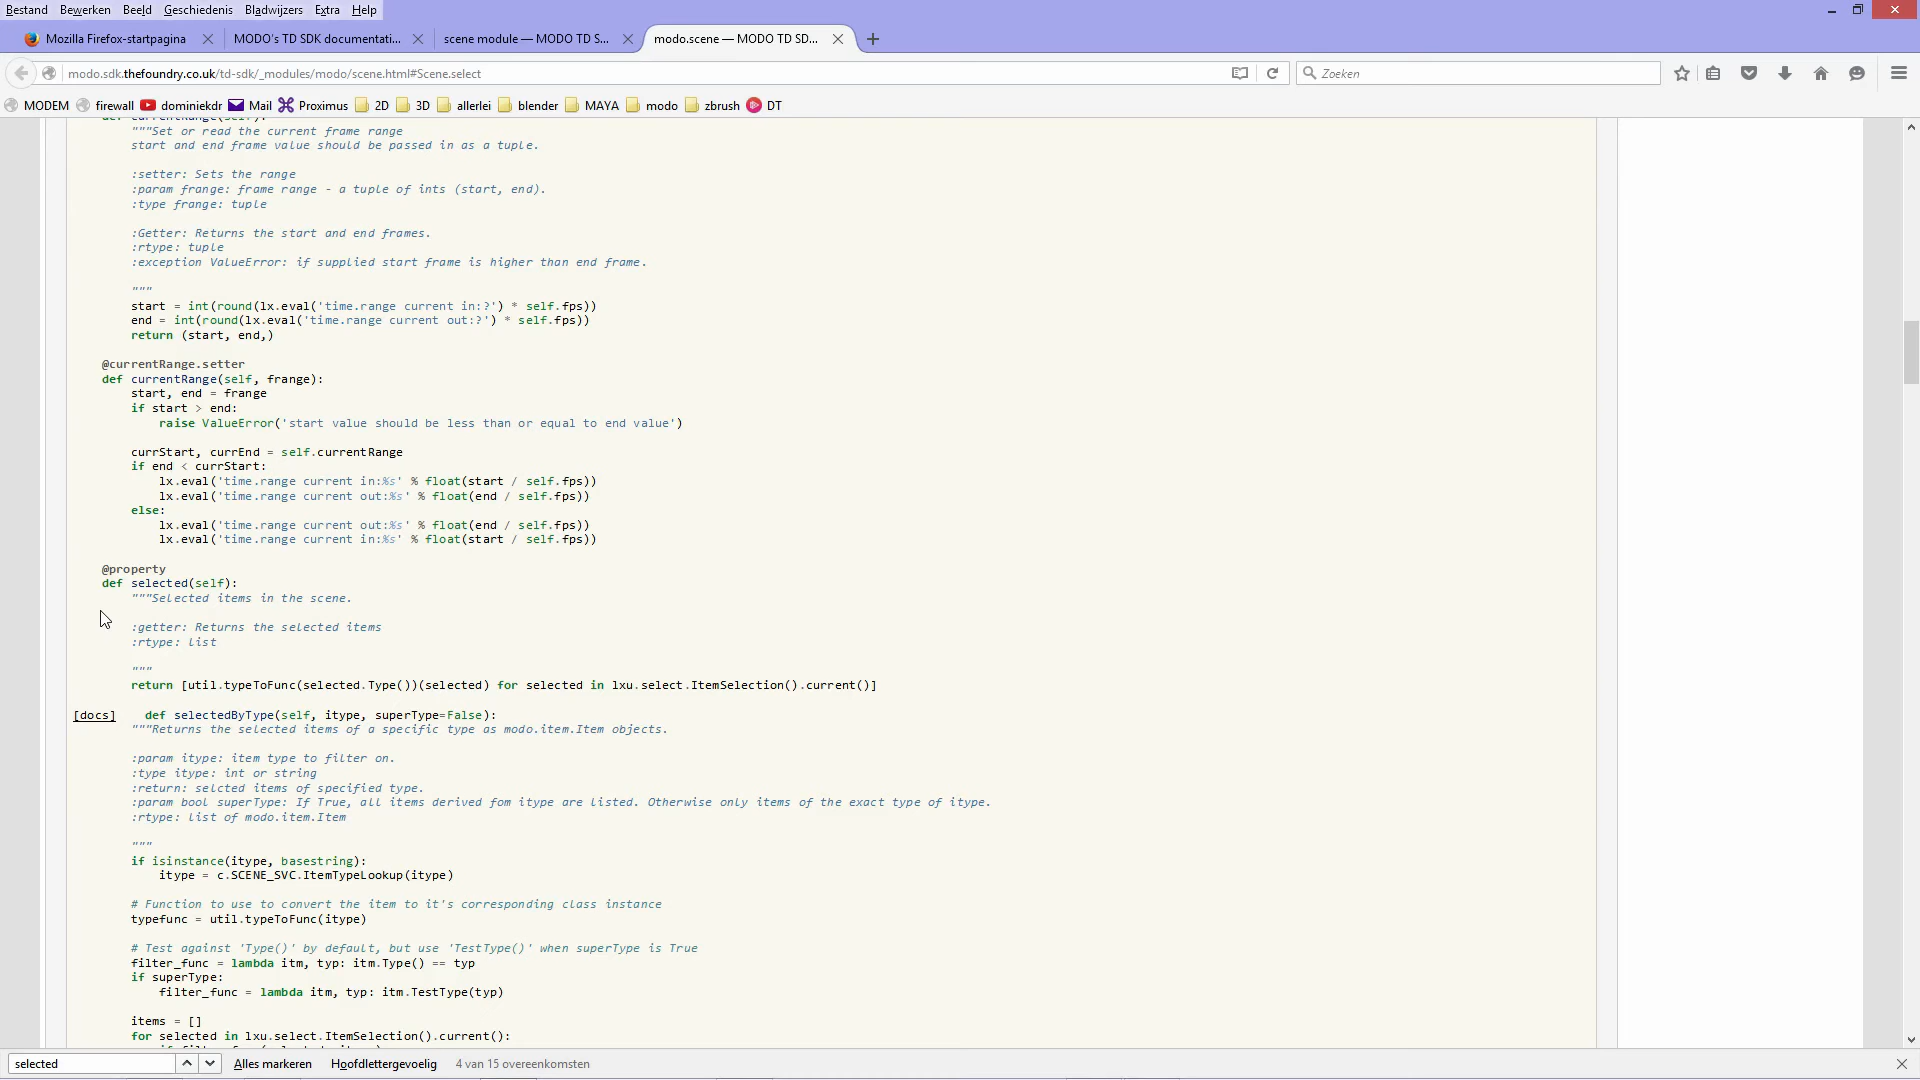 Bestand Bewerken Beeld Geschiedenis Bladwijzers Extra Help
Mozilla Firefox-startpagina MODO's TD SDK documentati... scene module — MODO TD S... modo.scene — MODO TD SD...
modo.sdk.thefoundry.co.uk/td-sdk/_modules/modo/scene.html#Scene.select Zoeken
MODEM firewall dominiekdr Mail Proximus 2D 3D allerlei blender MAYA modo zbrush DT
def currentRange(self):
"""Set or read the current frame range
start and end frame value should be passed in as a tuple.
:setter: Sets the range
:param frange: frame range - a tuple of ints (start, end).
:type frange: tuple
:Getter: Returns the start and end frames.
:rtype: tuple
:exception ValueError: if supplied start frame is higher than end frame.
"""
start = int(round(lx.eval('time.range current in:?') * self.fps))
end = int(round(lx.eval('time.range current out:?') * self.fps))
return (start, end,)
@currentRange.setter
def currentRange(self, frange):
start, end = frange
if start > end:
raise ValueError('start value should be less than or equal to end value')
currStart, currEnd = self.currentRange
if end < currStart:
lx.eval('time.range current in:%s' % float(start / self.fps))
lx.eval('time.range current out:%s' % float(end / self.fps))
else:
lx.eval('time.range current out:%s' % float(end / self.fps))
lx.eval('time.range current in:%s' % float(start / self.fps))
@property
def selected(self):
"""Selected items in the scene.
:getter: Returns the selected items
:rtype: list
"""
return [util.typeToFunc(selected.Type())(selected) for selected in lxu.select.ItemSelection().current()]
[docs] def selectedByType(self, itype, superType=False):
"""Returns the selected items of a specific type as modo.item.Item objects.
:param itype: item type to filter on.
:type itype: int or string
:return: selcted items of specified type.
:param bool superType: If True, all items derived fom itype are listed. Otherwise only items of the exact type of itype.
:rtype: list of modo.item.Item
"""
if isinstance(itype, basestring):
itype = c.SCENE_SVC.ItemTypeLookup(itype)
# Function to use to convert the item to it's corresponding class instance
typefunc = util.typeToFunc(itype)
# Test against 'Type()' by default, but use 'TestType()' when superType is True
filter_func = lambda itm, typ: itm.Type() == typ
if superType:
filter_func = lambda itm, typ: itm.TestType(typ)
items = []
for selected in lxu.select.ItemSelection().current():
selected Alles markeren Hoofdlettergevoelig 4 van 15 overeenkomsten